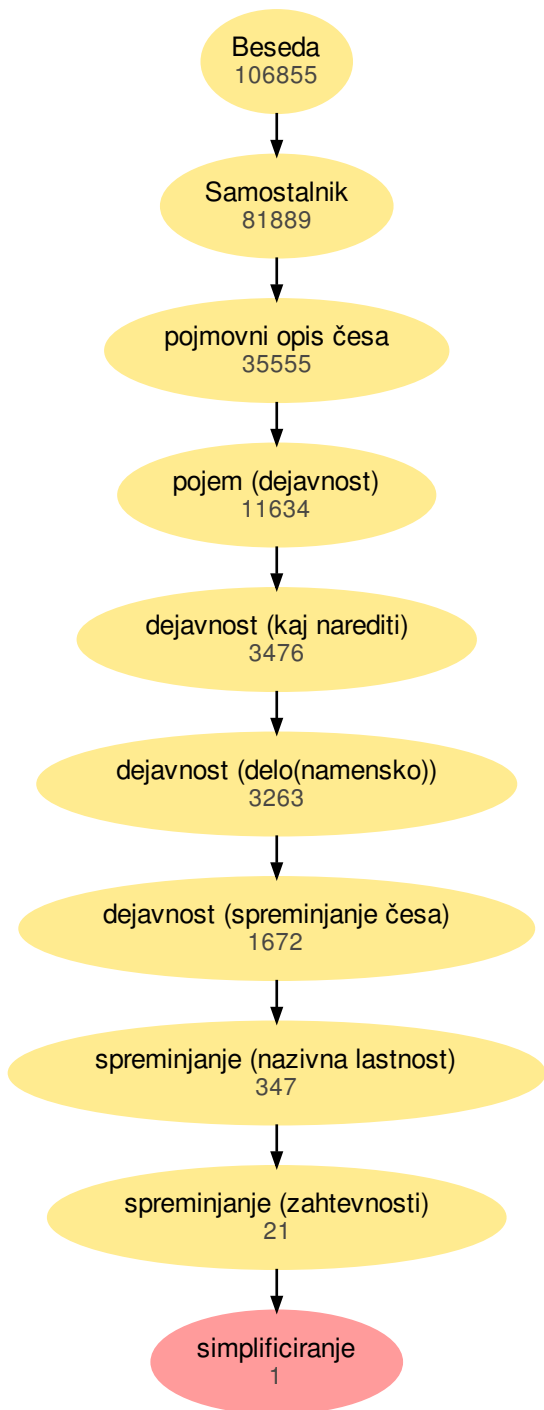 Beseda
106855
Samostalnik
81889
pojmovni opis česa
35555
pojem (dejavnost)
11634
dejavnost (kaj narediti)
3476
dejavnost (delo(namensko))
3263
dejavnost (spreminjanje česa)
1672
spreminjanje (nazivna lastnost)
347
spreminjanje (zahtevnosti)
21
simplificiranje
1